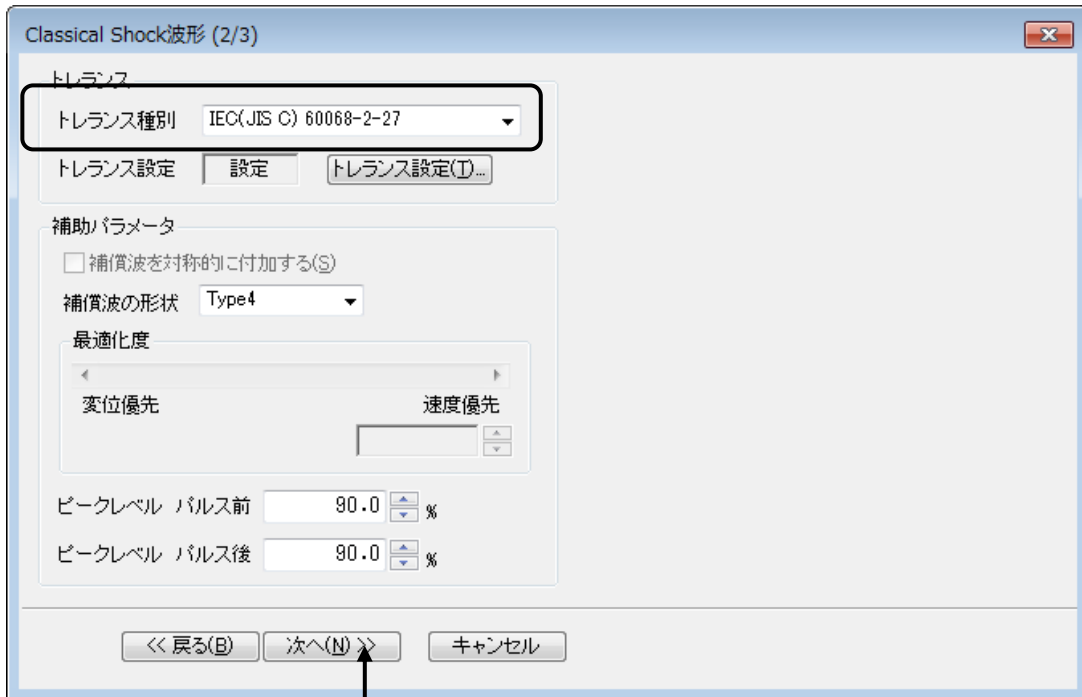 Classical Shock波形 (2/3)
トレランス
トレランス種別 IEC(JIS C) 60068-2-27
トレランス設定 設定 トレランス設定(T)...
補助パラメータ
補償波を対称的に付加する(S)
補償波の形状 Type4
最適化度
変位優先 速度優先
ピークレベル パルス前 90.0 %
ピークレベル パルス後 90.0 %
<< 戻る(B) 次へ(N) >> キャンセル